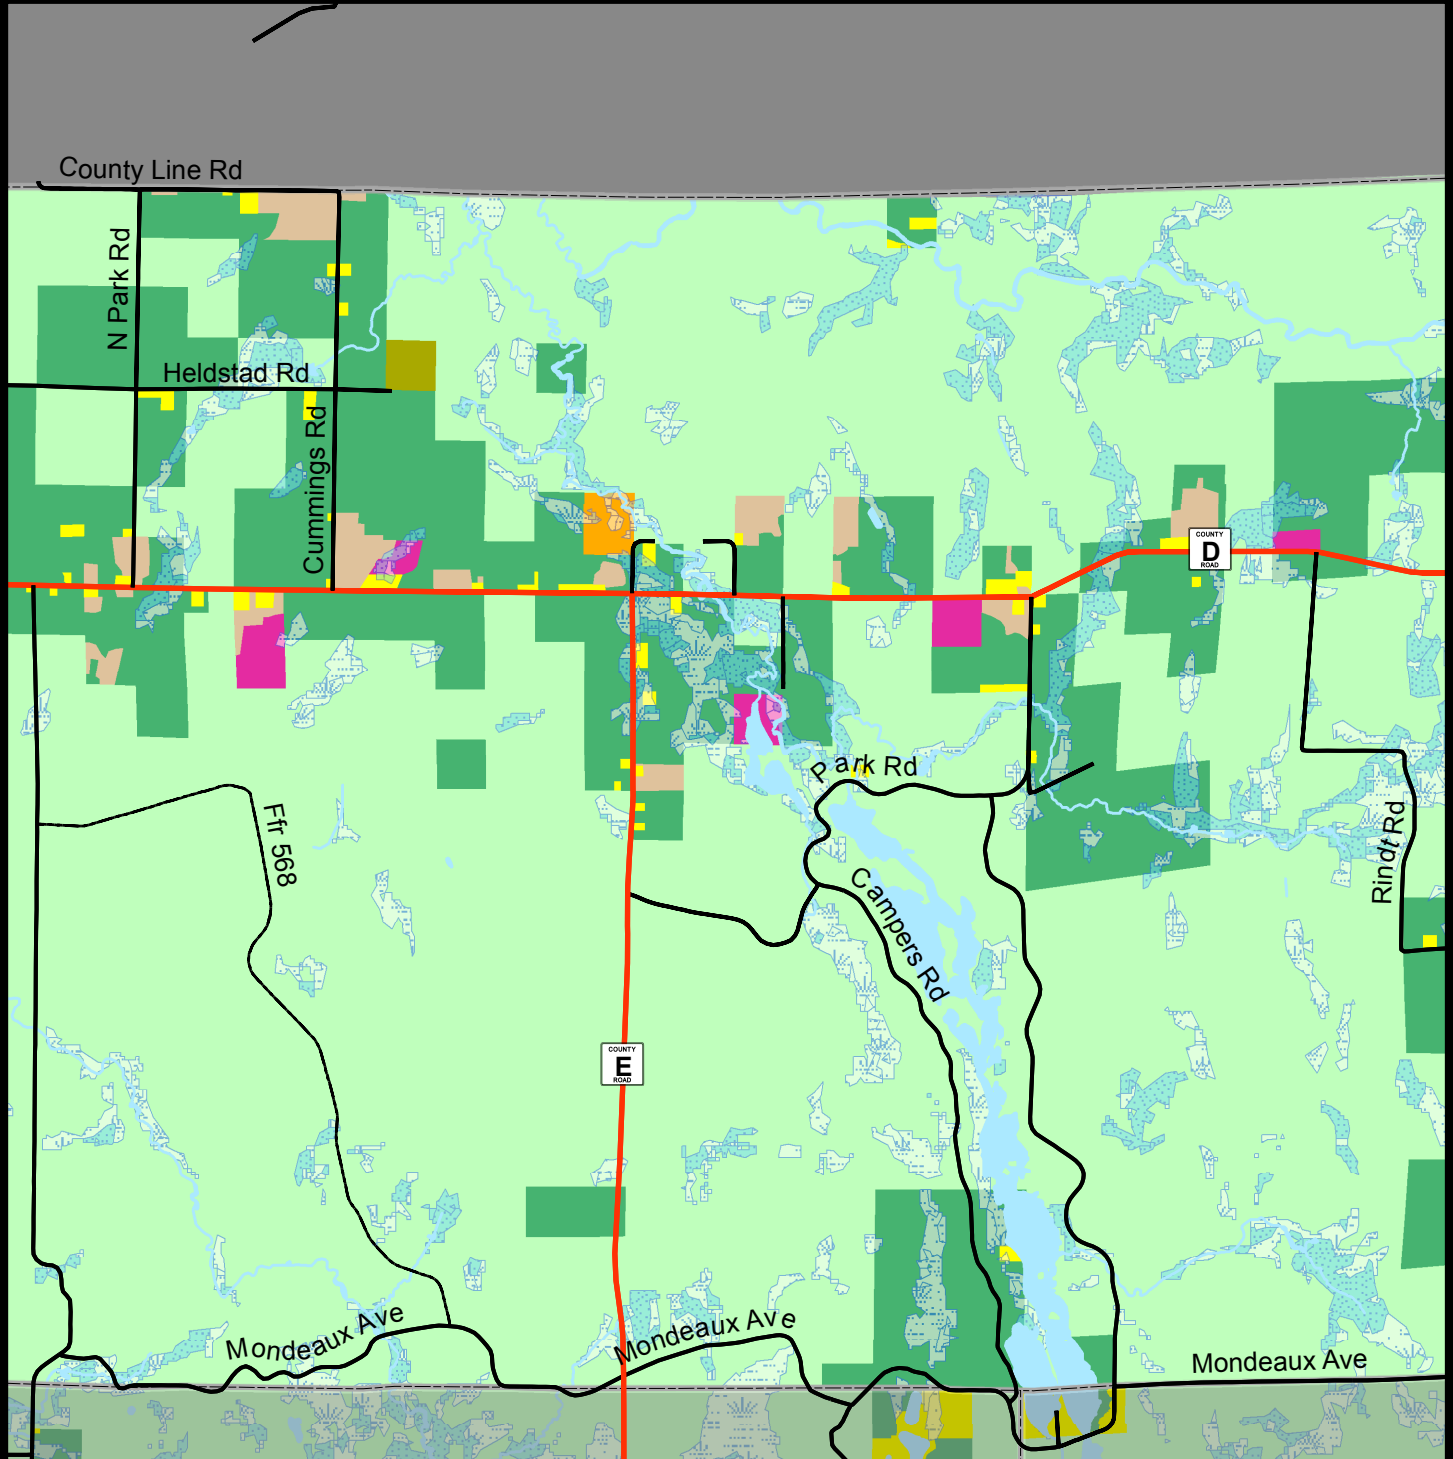 County Line Rd
N Park Rd
Heldstad Rd
Cummings Rd
COUNTY
D
ROAD
Park Rd
Ffr 568
Rindt Rd
Campers Rd
COUNTY
E
ROAD
Mondeaux Ave
Mondeaux Ave
Mondeaux Ave